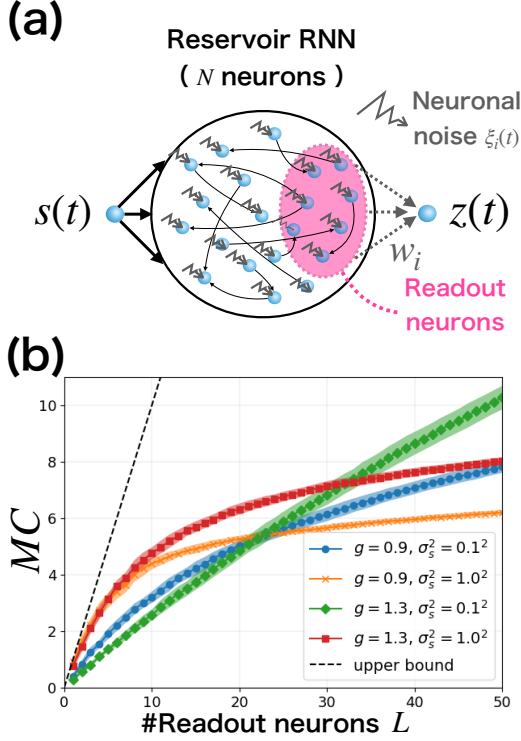 (a)
Reservoir RNN
( N neurons )
Neuronal
noise ξᵢ(t)
s(t)
z(t)
wᵢ
Readout
neurons
(b)
MC
10
8
6
4
2
0
g = 0.9, σₛ² = 0.1²
g = 0.9, σₛ² = 1.0²
g = 1.3, σₛ² = 0.1²
g = 1.3, σₛ² = 1.0²
upper bound
0 10 20 30 40 50
#Readout neurons L